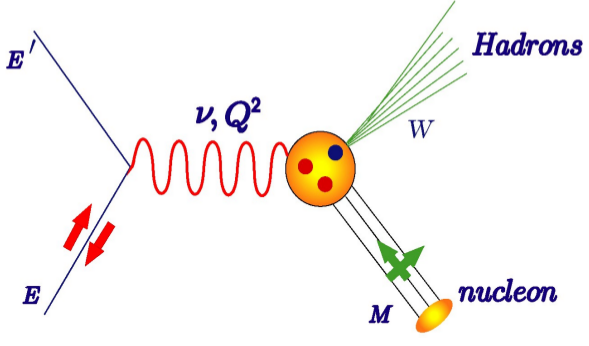 E′
ν, Q²
Hadrons
W
E
M
nucleon